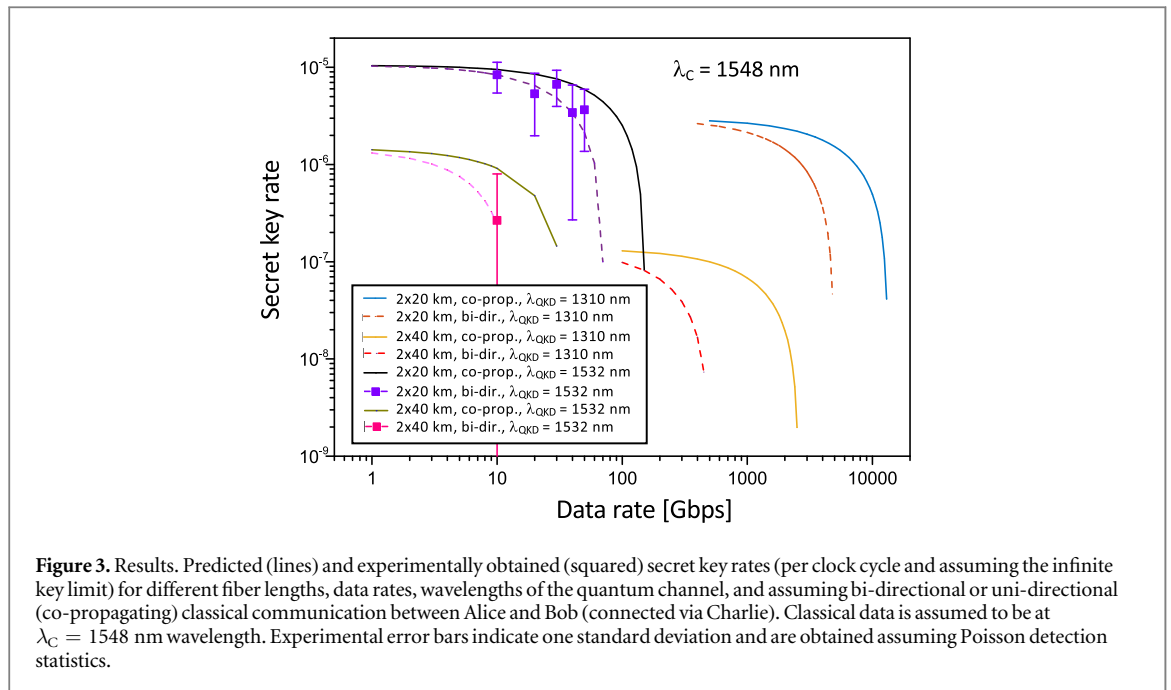 10⁻⁵
10⁻⁶
10⁻⁷
10⁻⁸
10⁻⁹
Secret key rate
λC = 1548 nm
2x20 km, co-prop., λQKD = 1310 nm
2x20 km, bi-dir., λQKD = 1310 nm
2x40 km, co-prop., λQKD = 1310 nm
2x40 km, bi-dir., λQKD = 1310 nm
2x20 km, co-prop., λQKD = 1532 nm
2x20 km, bi-dir., λQKD = 1532 nm
2x40 km, co-prop., λQKD = 1532 nm
2x40 km, bi-dir., λQKD = 1532 nm
1 10 100 1000 10000
Data rate [Gbps]
Figure 3. Results. Predicted (lines) and experimentally obtained (squared) secret key rates (per clock cycle and assuming the infinite
key limit) for different fiber lengths, data rates, wavelengths of the quantum channel, and assuming bi-directional or uni-directional
(co-propagating) classical communication between Alice and Bob (connected via Charlie). Classical data is assumed to be at
λC = 1548 nm wavelength. Experimental error bars indicate one standard deviation and are obtained assuming Poisson detection
statistics.